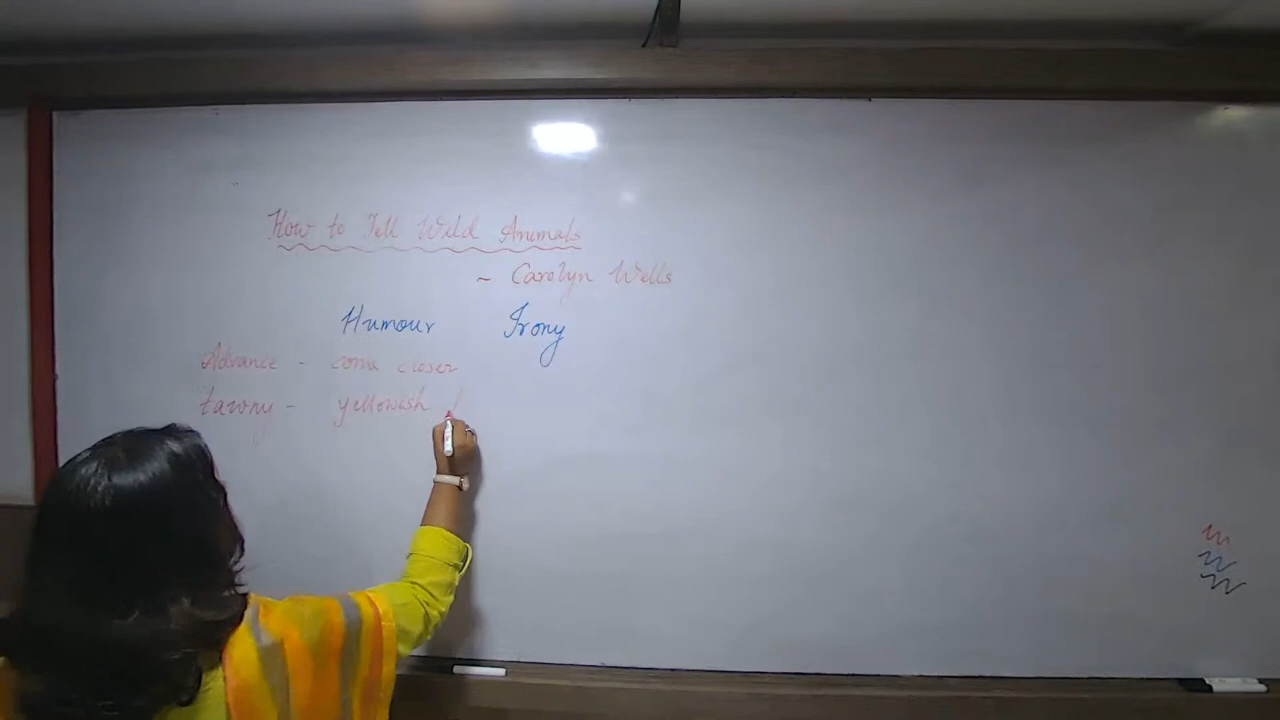 How to Tell Wild Animals
~ Carolyn Wells
Humour Irony
Advance - come closer
tawny - yellowish